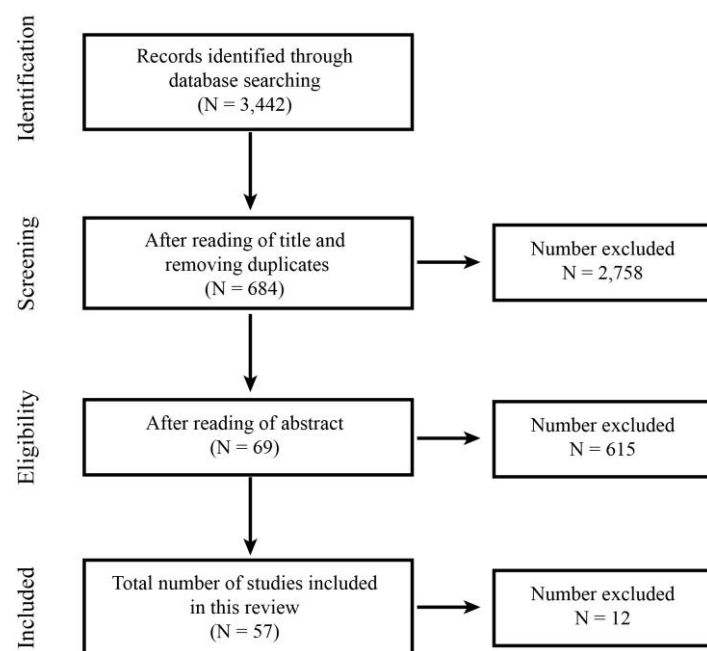 Identification
Records identified through
database searching
(N = 3,442)
Screening
After reading of title and
removing duplicates
(N = 684)
Number excluded
N = 2,758
Eligibility
After reading of abstract
(N = 69)
Number excluded
N = 615
Included
Total number of studies included
in this review
(N = 57)
Number excluded
N = 12